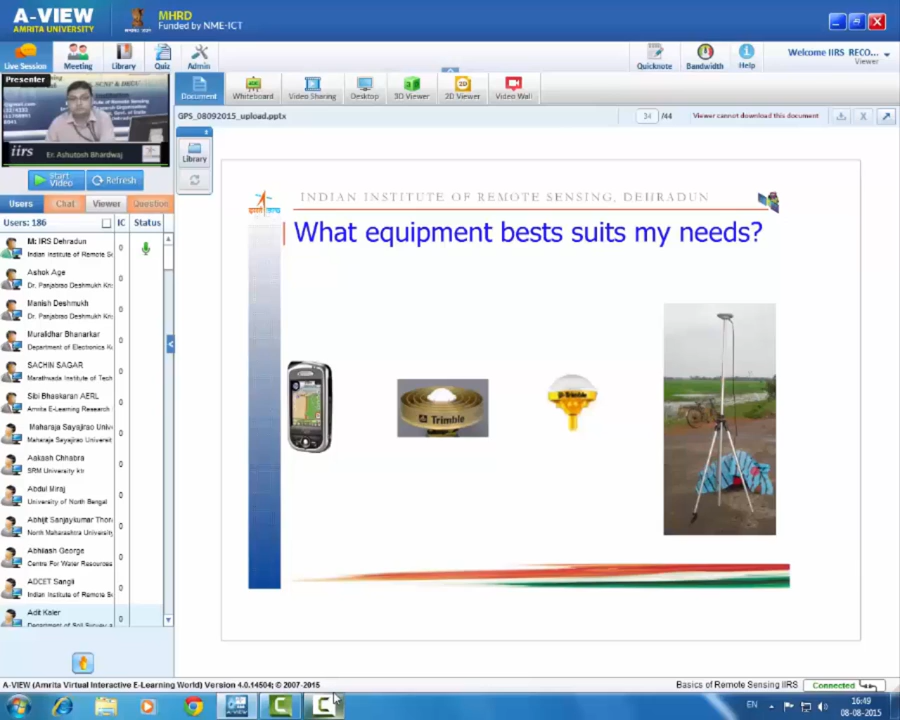 A-VIEW
AMRITA UNIVERSITY
MHRD
Funded by NME-ICT
Live Session
Meeting
Library
Quiz
Admin
Quicknote
Bandwidth
Help
Welcome IIRS RECO...
Viewer
Presenter
Document
Whiteboard
Video Sharing
Desktop
3D Viewer
2D Viewer
Video Wall
GPS_08092015_upload.pptx
34 /44
Viewer cannot download this document
iirs
Er. Ashutosh Bhardwaj
Start Video
Refresh
Library
Users
Chat
Viewer
Question
Users: 186
IC
Status
M: IIRS Dehradun
Indian Institute of Remote Se
0
Ashok Age
Dr. Panjabrao Deshmukh Kris
0
Manish Deshmukh
Dr. Panjabrao Deshmukh Kris
0
Muralidhar Bhanarkar
Department of Electronics Ko
0
SACHIN SAGAR
Marathwada Institute of Tech
0
Sibi Bhaskaran AERL
Amrita E-Learning Research
0
Maharaja Sayajirao Univ
Maharaja Sayajirao Universit
0
Aakash Chhabra
SRM University ktr
0
Abdul Miraj
University of North Bengal
0
Abhijit Sanjaykumar Thor
North Maharashtra University
0
Abhilash George
Centre For Water Resources
0
ADCET Sangli
Indian Institute of Remote Se
0
Adit Kaler
Department of Soil Survey a
0
INDIAN INSTITUTE OF REMOTE SENSING, DEHRADUN
What equipment bests suits my needs?
Trimble
Trimble
A-VIEW (Amrita Virtual Interactive E-Learning World) Version 4.0.14504; © 2007-2015
Basics of Remote Sensing IIRS
Connected
EN
16:49
08-08-2015